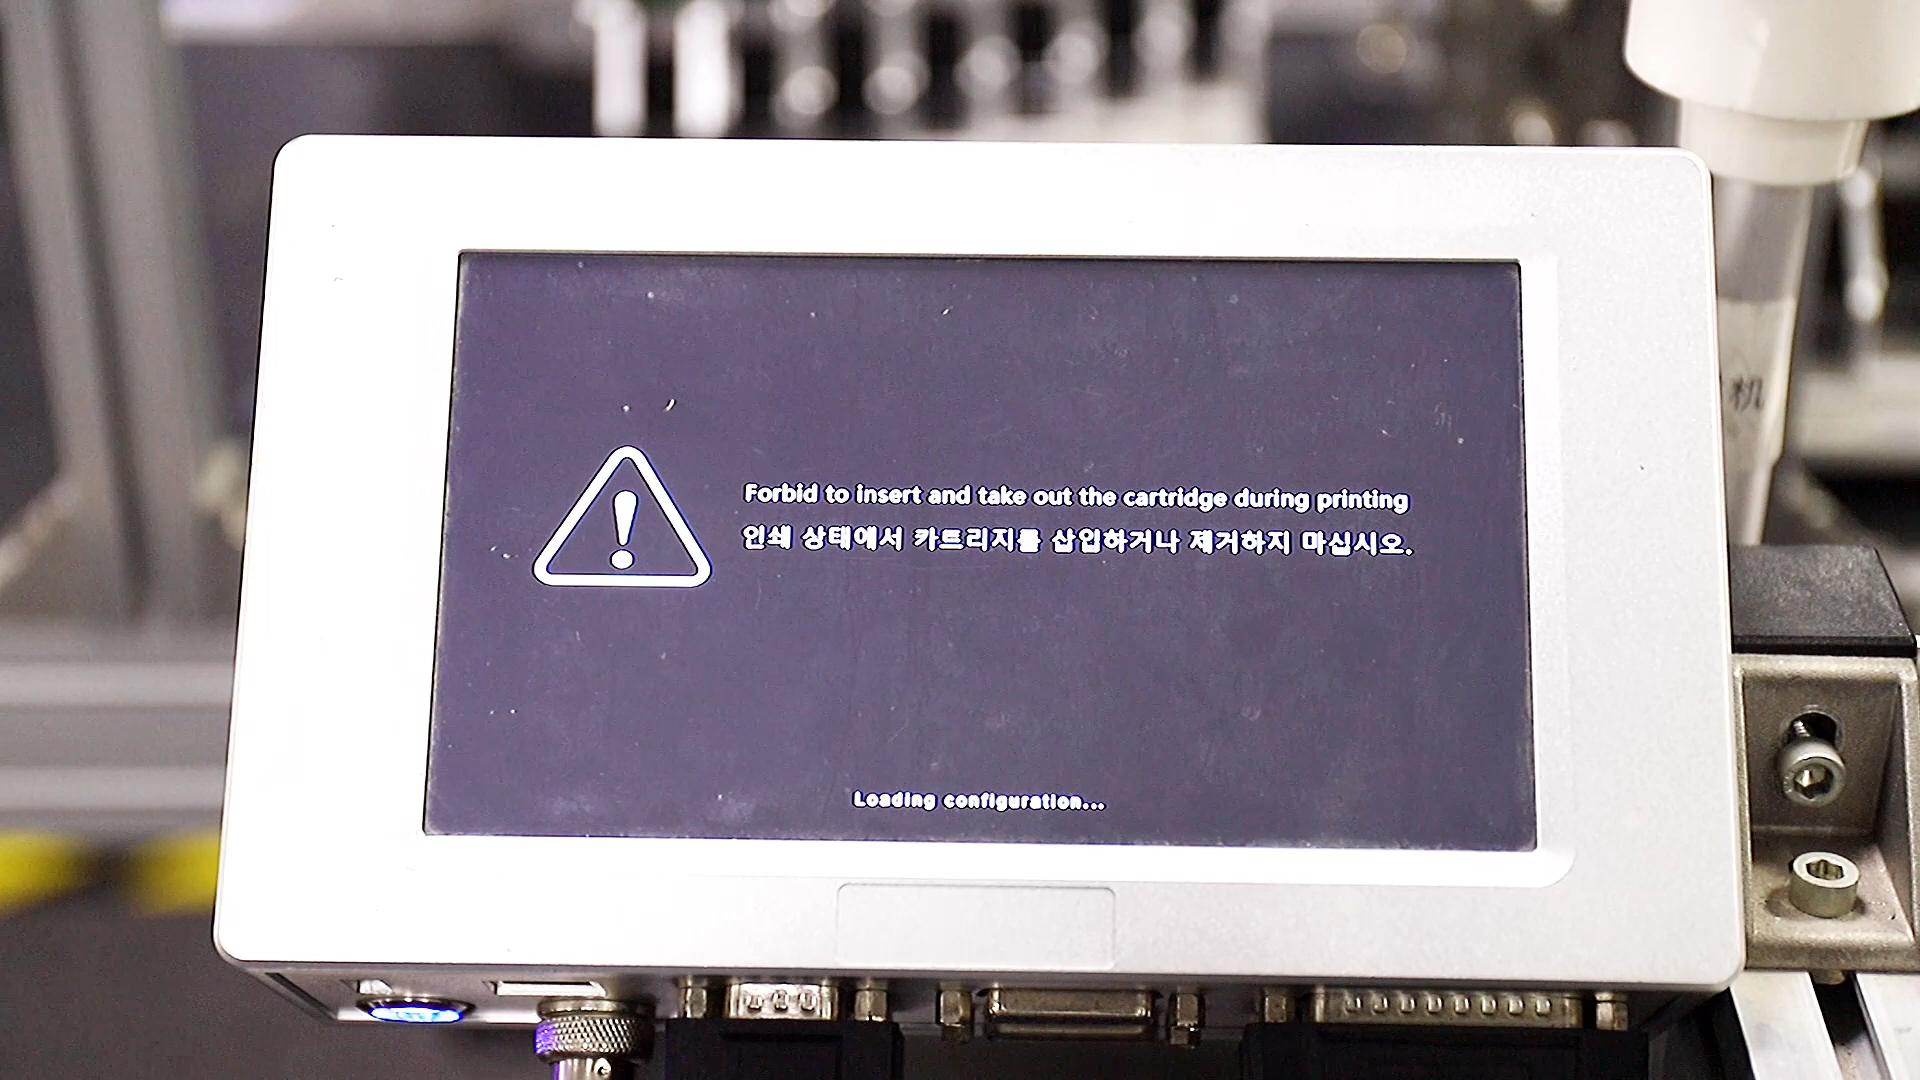 Forbid to insert and take out the cartridge during printing
인쇄 상태에서 카트리지를 삽입하거나 제거하지 마십시오.
Loading configuration...
机